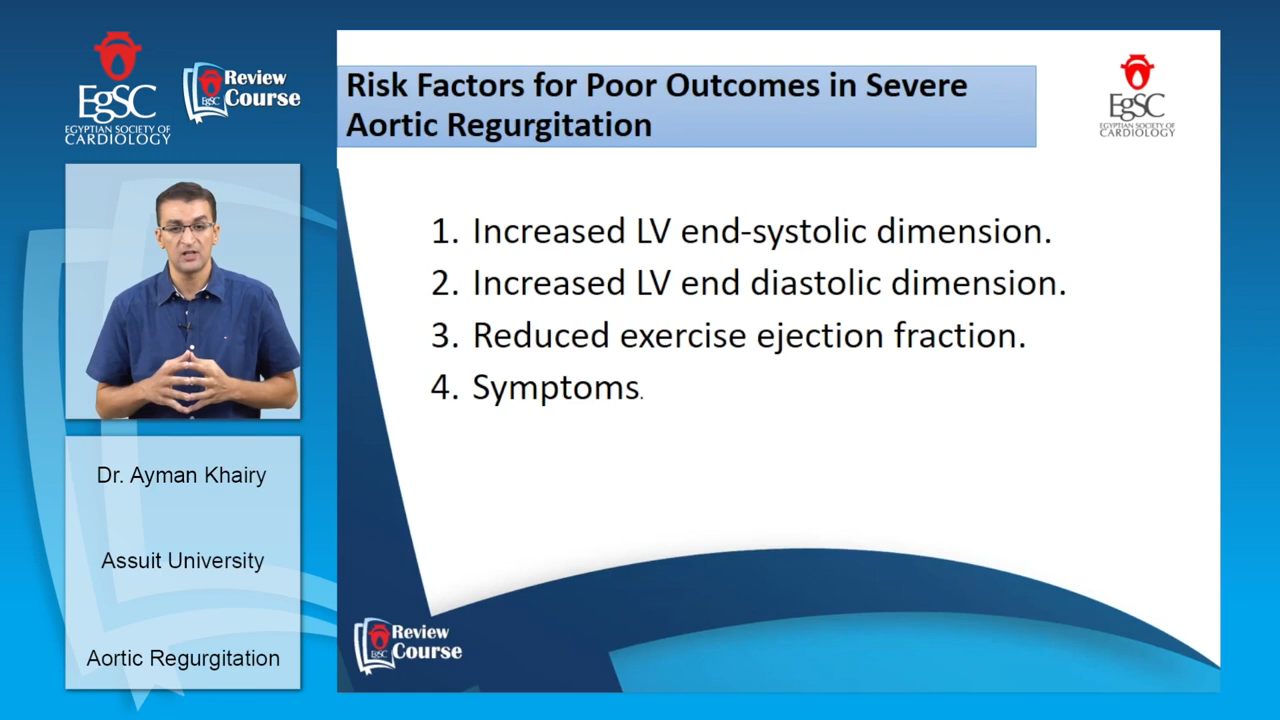 EgSC
EGYPTIAN SOCIETY OF
CARDIOLOGY
EgSC
Review
Course
Dr. Ayman Khairy
Assuit University
Aortic Regurgitation
Risk Factors for Poor Outcomes in Severe
Aortic Regurgitation
EgSC
EGYPTIAN SOCIETY OF
CARDIOLOGY
1. Increased LV end-systolic dimension.
2. Increased LV end diastolic dimension.
3. Reduced exercise ejection fraction.
4. Symptoms.
EgSC
Review
Course